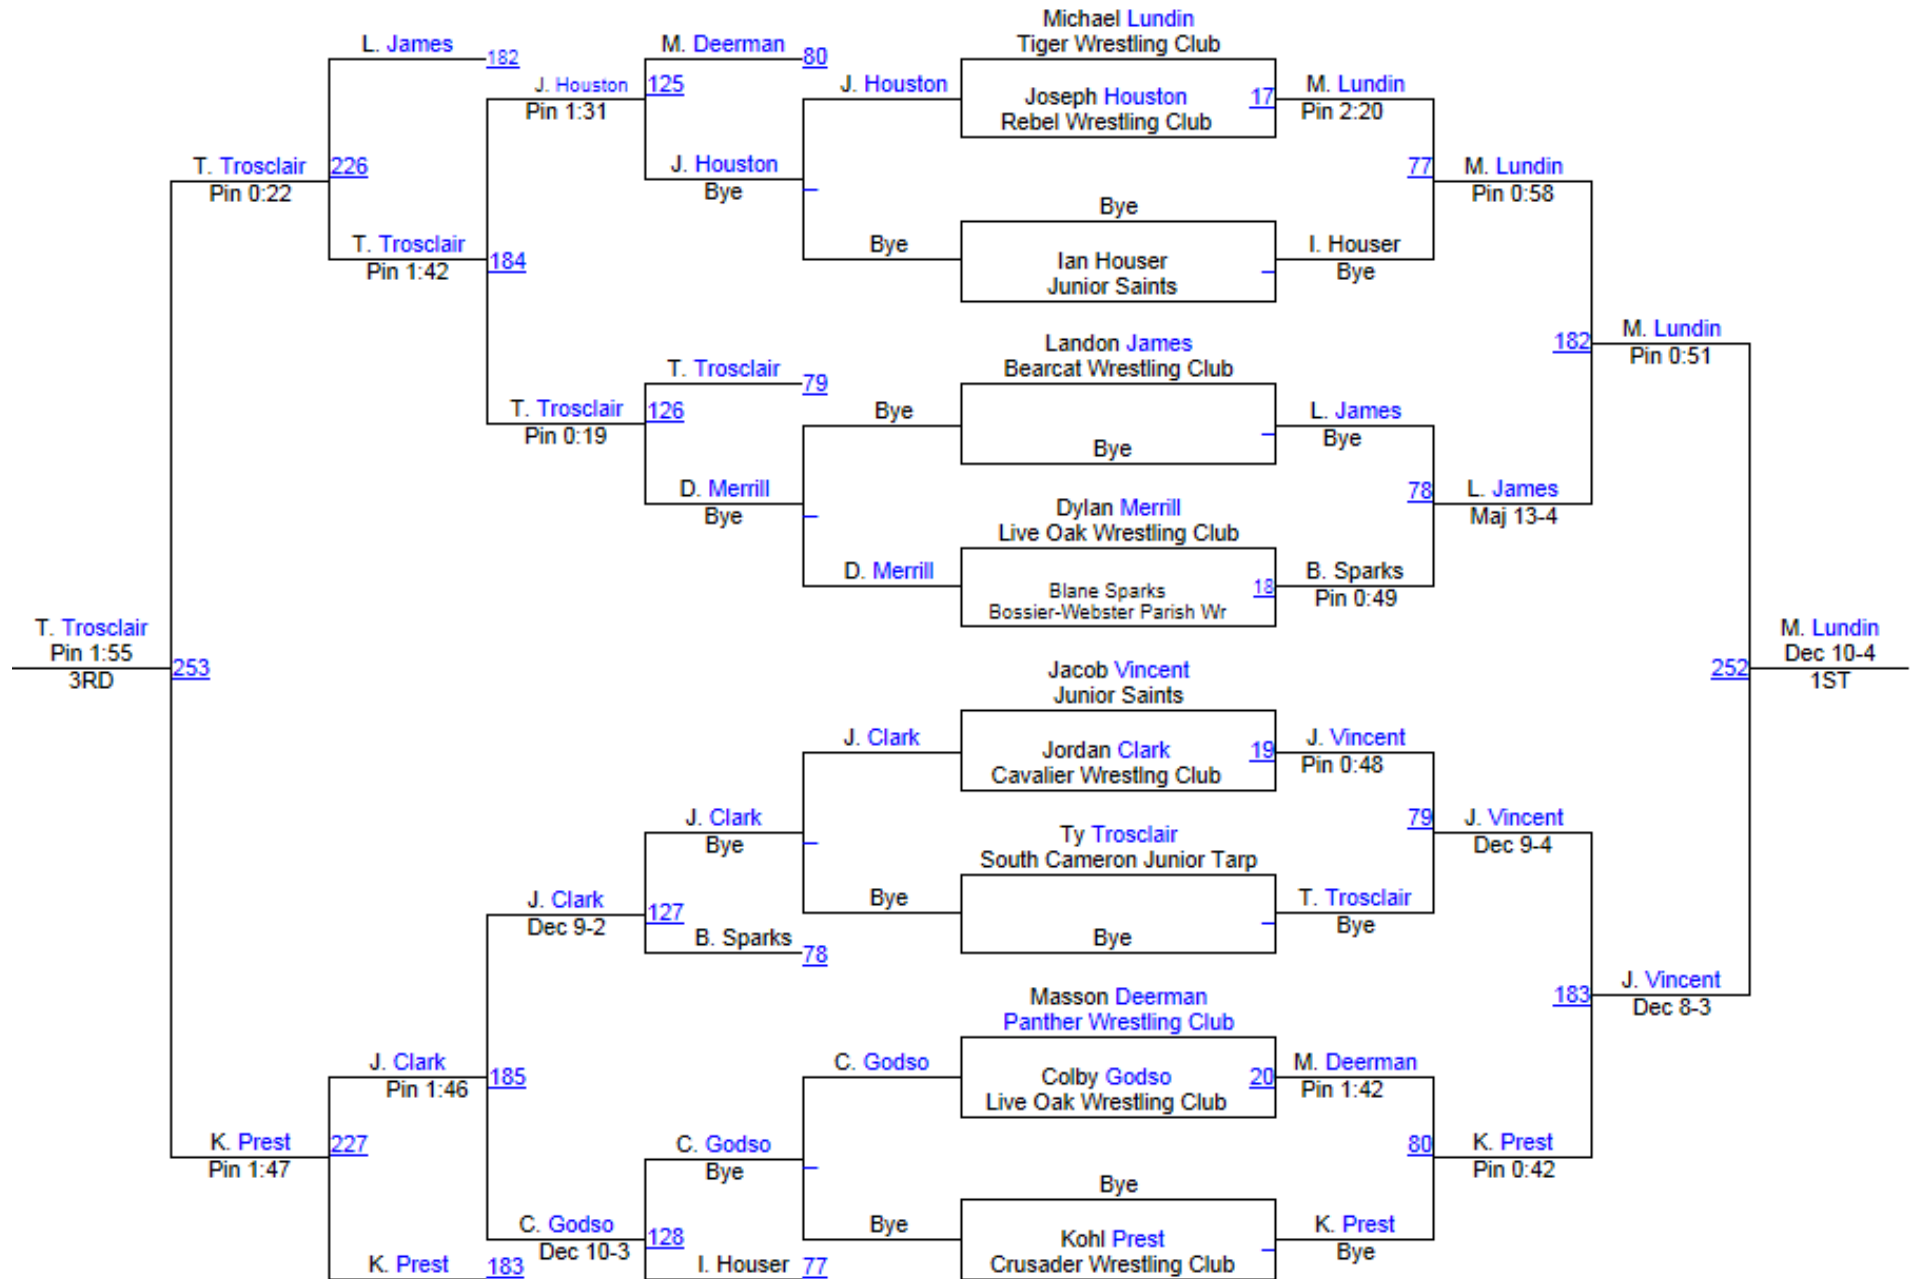 Michael Lundin
Tiger Wrestling Club
L. James
182
M. Deerman
80
J. Houston
Pin 1:31
125
J. Houston
Joseph Houston
Rebel Wrestling Club
17
M. Lundin
Pin 2:20
T. Trosclair
Pin 0:22
226
J. Houston
Bye
77
M. Lundin
Pin 0:58
Bye
T. Trosclair
Pin 1:42
184
Bye
Ian Houser
Junior Saints
I. Houser
Bye
Landon James
Bearcat Wrestling Club
182
M. Lundin
Pin 0:51
T. Trosclair
79
T. Trosclair
Pin 0:19
126
Bye
Bye
L. James
Bye
D. Merrill
Bye
78
L. James
Maj 13-4
Dylan Merrill
Live Oak Wrestling Club
D. Merrill
Blane Sparks
Bossier-Webster Parish Wr
18
B. Sparks
Pin 0:49
T. Trosclair
Pin 1:55
3RD
253
252
M. Lundin
Dec 10-4
1ST
Jacob Vincent
Junior Saints
J. Clark
Jordan Clark
Cavalier Wrestlng Club
19
J. Vincent
Pin 0:48
J. Clark
Bye
79
J. Vincent
Dec 9-4
Ty Trosclair
South Cameron Junior Tarp
J. Clark
Dec 9-2
127
Bye
Bye
T. Trosclair
Bye
B. Sparks
78
183
J. Vincent
Dec 8-3
Masson Deerman
Panther Wrestling Club
J. Clark
Pin 1:46
185
C. Godso
Colby Godso
Live Oak Wrestling Club
20
M. Deerman
Pin 1:42
K. Prest
Pin 1:47
227
C. Godso
Bye
80
K. Prest
Pin 0:42
Bye
C. Godso
Dec 10-3
128
Bye
Kohl Prest
Crusader Wrestling Club
K. Prest
Bye
K. Prest
183
I. Houser
77